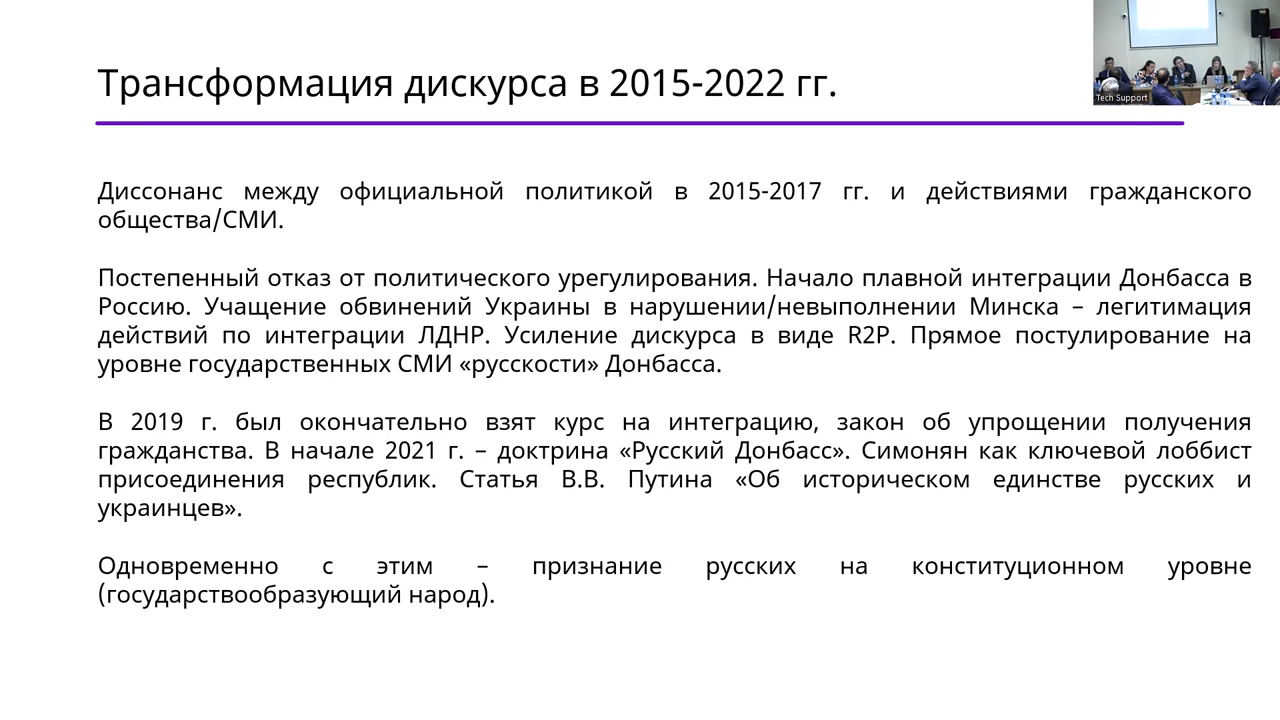 Трансформация дискурса в 2015-2022 гг.
Tech Support
Диссонанс между официальной политикой в 2015-2017 гг. и действиями гражданского
общества/СМИ.
Постепенный отказ от политического урегулирования. Начало плавной интеграции Донбасса в
Россию. Учащение обвинений Украины в нарушении/невыполнении Минска – легитимация
действий по интеграции ЛДНР. Усиление дискурса в виде R2P. Прямое постулирование на
уровне государственных СМИ «русскости» Донбасса.
В 2019 г. был окончательно взят курс на интеграцию, закон об упрощении получения
гражданства. В начале 2021 г. – доктрина «Русский Донбасс». Симонян как ключевой лоббист
присоединения республик. Статья В.В. Путина «Об историческом единстве русских и
украинцев».
Одновременно с этим – признание русских на конституционном уровне
(государствообразующий народ).